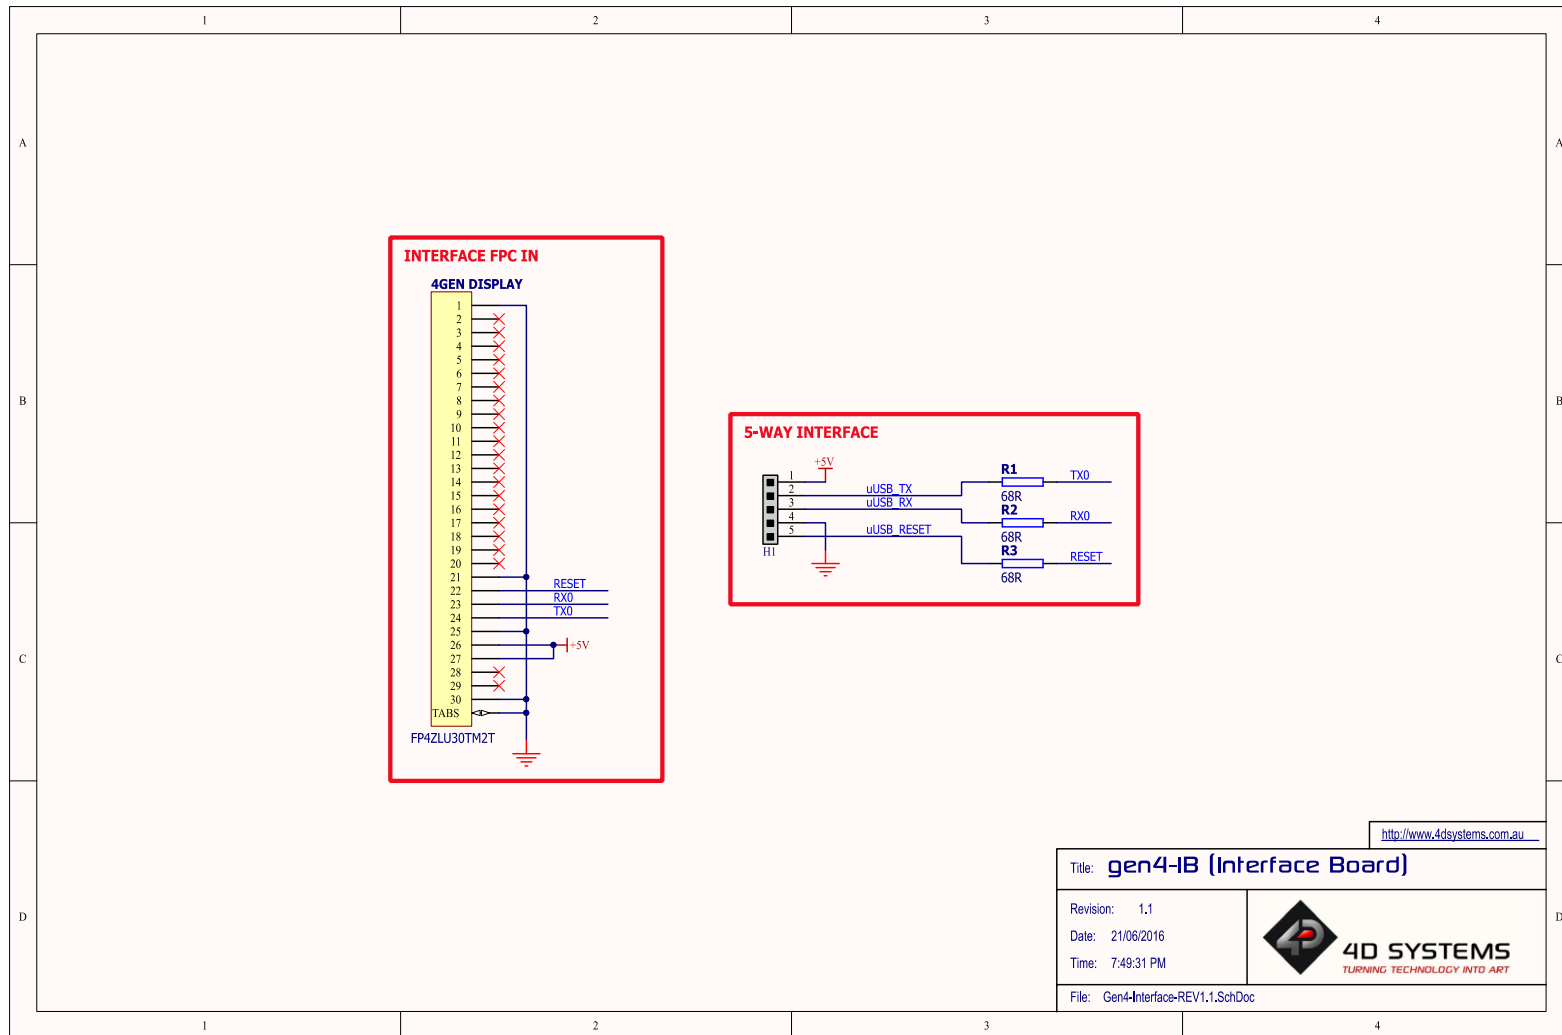 1 2 3 4
A A
INTERFACE FPC IN
4GEN DISPLAY
1
2
3
4
5
6
7
8
9
10
11
12
13
14
15
16
17
18
19
20
21
22 RESET
23 RX0
24 TX0
25
26 +5V
27
28
29
30
TABS
FP4ZLU30TM2T
B B
5-WAY INTERFACE
+5V
1
2 uUSB_TX
3 uUSB_RX
4
5 uUSB_RESET
H1
R1 TX0
68R
R2 RX0
68R
R3 RESET
68R
C C
http://www.4dsystems.com.au
Title: gen4-IB (Interface Board)
Revision: 1.1
Date: 21/06/2016
Time: 7:49:31 PM
4D SYSTEMS
TURNING TECHNOLOGY INTO ART
File: Gen4-Interface-REV1.1.SchDoc
D D
1 2 3 4